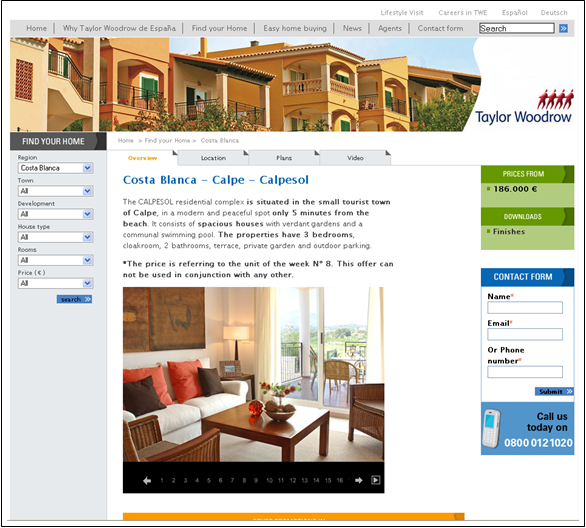 Lifestyle Visit Careers in TWE Español Deutsch
Home Why Taylor Woodrow de España Find your Home Easy home buying News Agents Contact form Search
Taylor Woodrow
FIND YOUR HOME
Home > Find your Home > Costa Blanca
Region
Costa Blanca
Town
All
Development
All
House type
All
Rooms
All
Price (€)
All
Search
Overview Location Plans Video
Costa Blanca – Calpe – Calpesol
The CALPESOL residential complex is situated in the small tourist town
of Calpe, in a modern and peaceful spot only 5 minutes from the
beach. It consists of spacious houses with verdant gardens and a
communal swimming pool. The properties have 3 bedrooms,
cloakroom, 2 bathrooms, terrace, private garden and outdoor parking.
*The price is referring to the unit of the week Nº 8. This offer can
not be used in conjunction with any other.
1 2 3 4 5 6 7 8 9 10 11 12 13 14 15 16
PRICES FROM
186.000 €
DOWNLOADS
Finishes
CONTACT FORM
Name*
Email*
Or Phone
number*
Submit
Call us
today on
0800 0121020